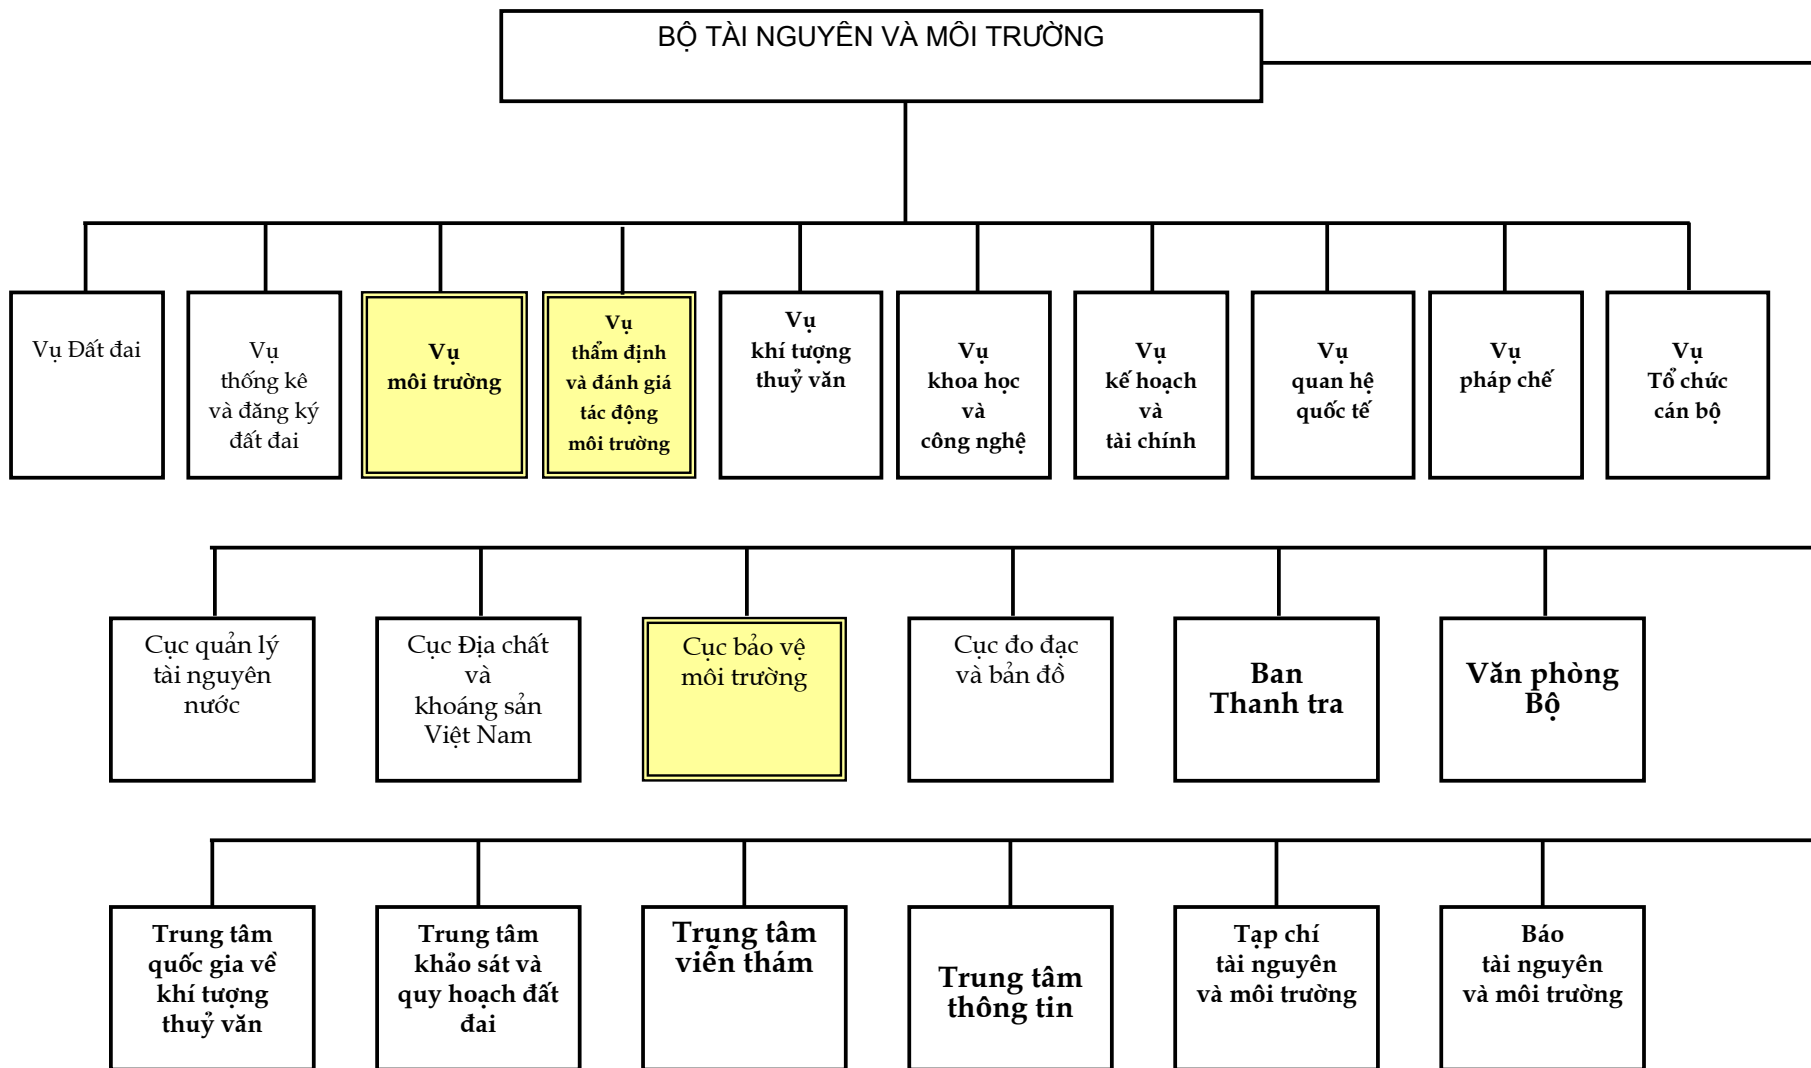 BỘ TÀI NGUYÊN VÀ MÔI TRƯỜNG
Vụ Đất đai
Vụ
thống kê
và đăng ký
đất đai
Vụ
môi trường
Vụ
thẩm định
và đánh giá
tác động
môi trường
Vụ
khí tượng
thuỷ văn
Vụ
khoa học
và
công nghệ
Vụ
kế hoạch
và
tài chính
Vụ
quan hệ
quốc tế
Vụ
pháp chế
Vụ
Tổ chức
cán bộ
Cục quản lý
tài nguyên
nước
Cục Địa chất
và
khoáng sản
Việt Nam
Cục bảo vệ
môi trường
Cục đo đạc
và bản đồ
Ban
Thanh tra
Văn phòng
Bộ
Trung tâm
quốc gia về
khí tượng
thuỷ văn
Trung tâm
khảo sát và
quy hoạch đất
đai
Trung tâm
viễn thám
Trung tâm
thông tin
Tạp chí
tài nguyên
và môi trường
Báo
tài nguyên
và môi trường